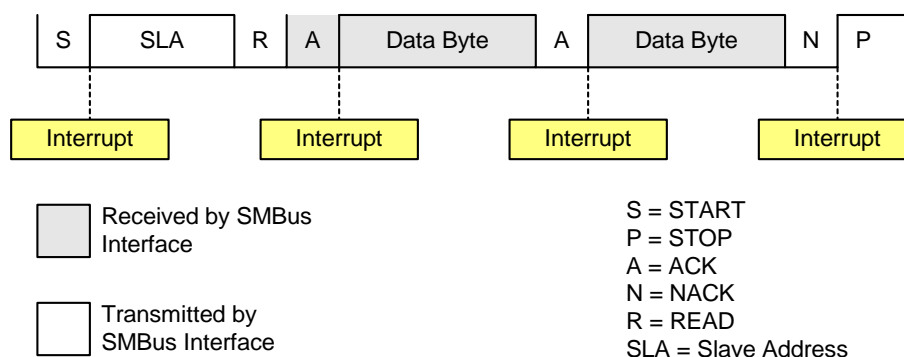 S SLA R A Data Byte A Data Byte N P
Interrupt Interrupt Interrupt Interrupt
Received by SMBus
Interface
Transmitted by
SMBus Interface
S = START
P = STOP
A = ACK
N = NACK
R = READ
SLA = Slave Address